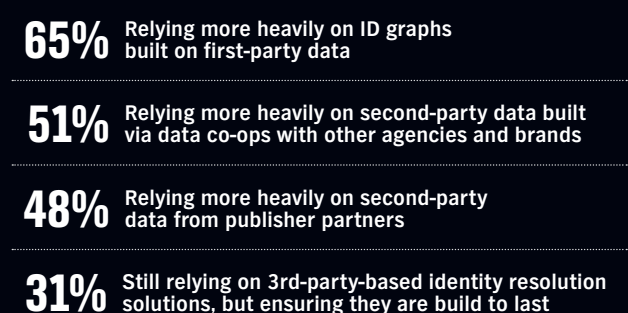 65% Relying more heavily on ID graphs
built on first-party data
51% Relying more heavily on second-party data built
via data co-ops with other agencies and brands
48% Relying more heavily on second-party
data from publisher partners
31% Still relying on 3rd-party-based identity resolution
solutions, but ensuring they are build to last